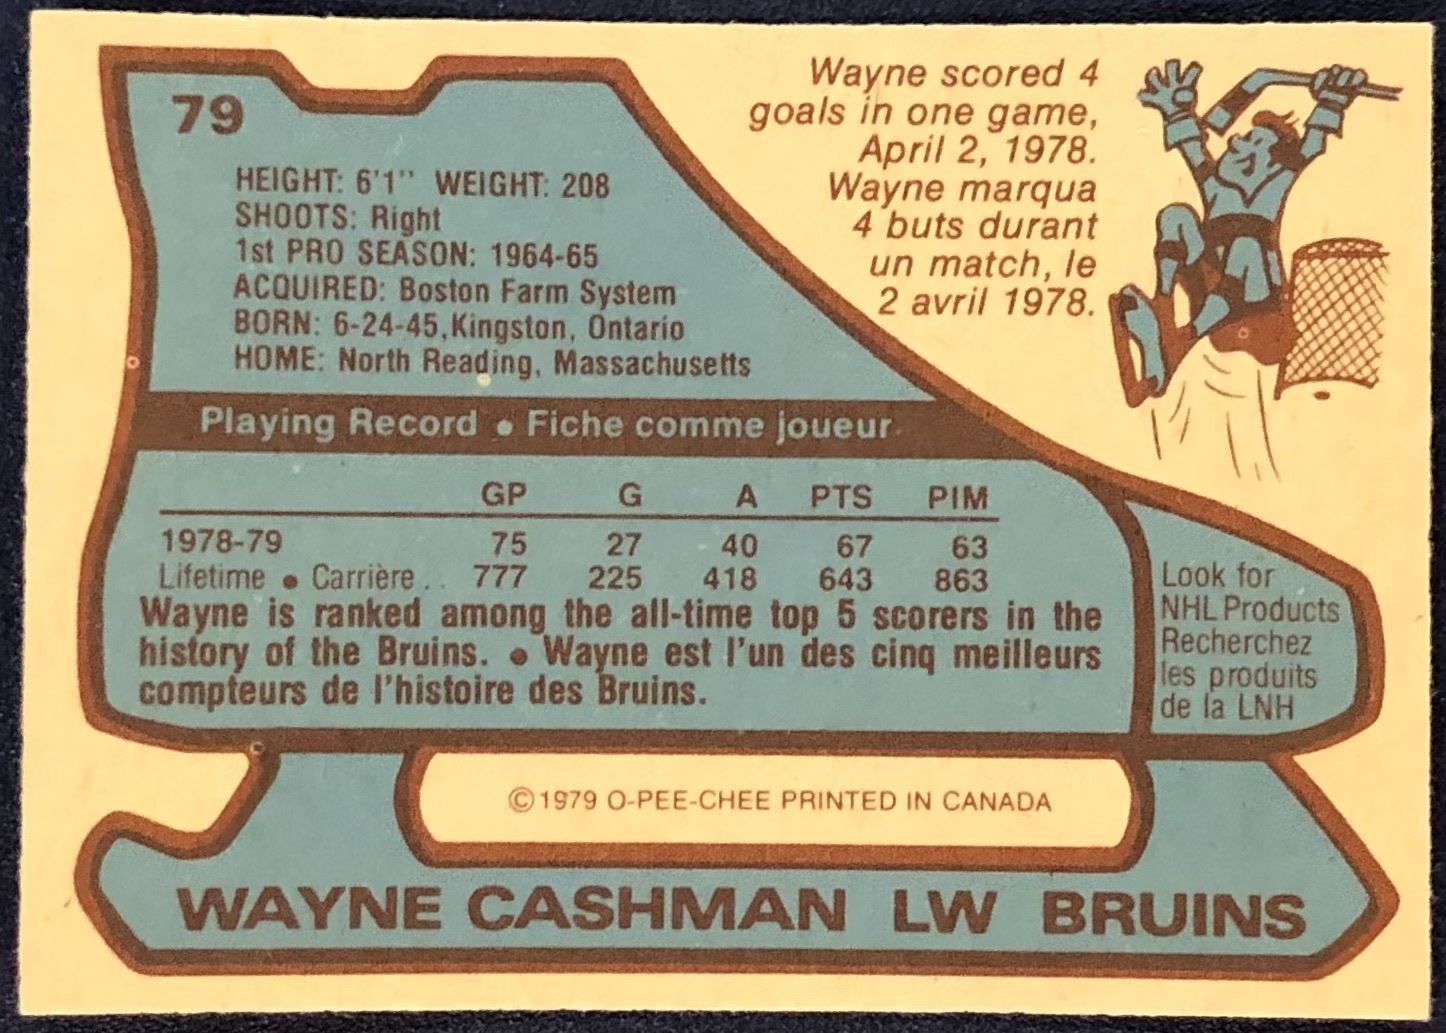 79
HEIGHT: 6'1" WEIGHT: 208
SHOOTS: Right
1st PRO SEASON: 1964-65
ACQUIRED: Boston Farm System
BORN: 6-24-45, Kingston, Ontario
HOME: North Reading, Massachusetts
Wayne scored 4
goals in one game,
April 2, 1978.
Wayne marqua
4 buts durant
un match, le
2 avril 1978.
Playing Record • Fiche comme joueur
GP G A PTS PIM
1978-79 75 27 40 67 63
Lifetime • Carrière .. 777 225 418 643 863
Wayne is ranked among the all-time top 5 scorers in the
history of the Bruins. • Wayne est l'un des cinq meilleurs
compteurs de l'histoire des Bruins.
Look for
NHL Products
Recherchez
les produits
de la LNH
© 1979 O-PEE-CHEE PRINTED IN CANADA
WAYNE CASHMAN LW BRUINS